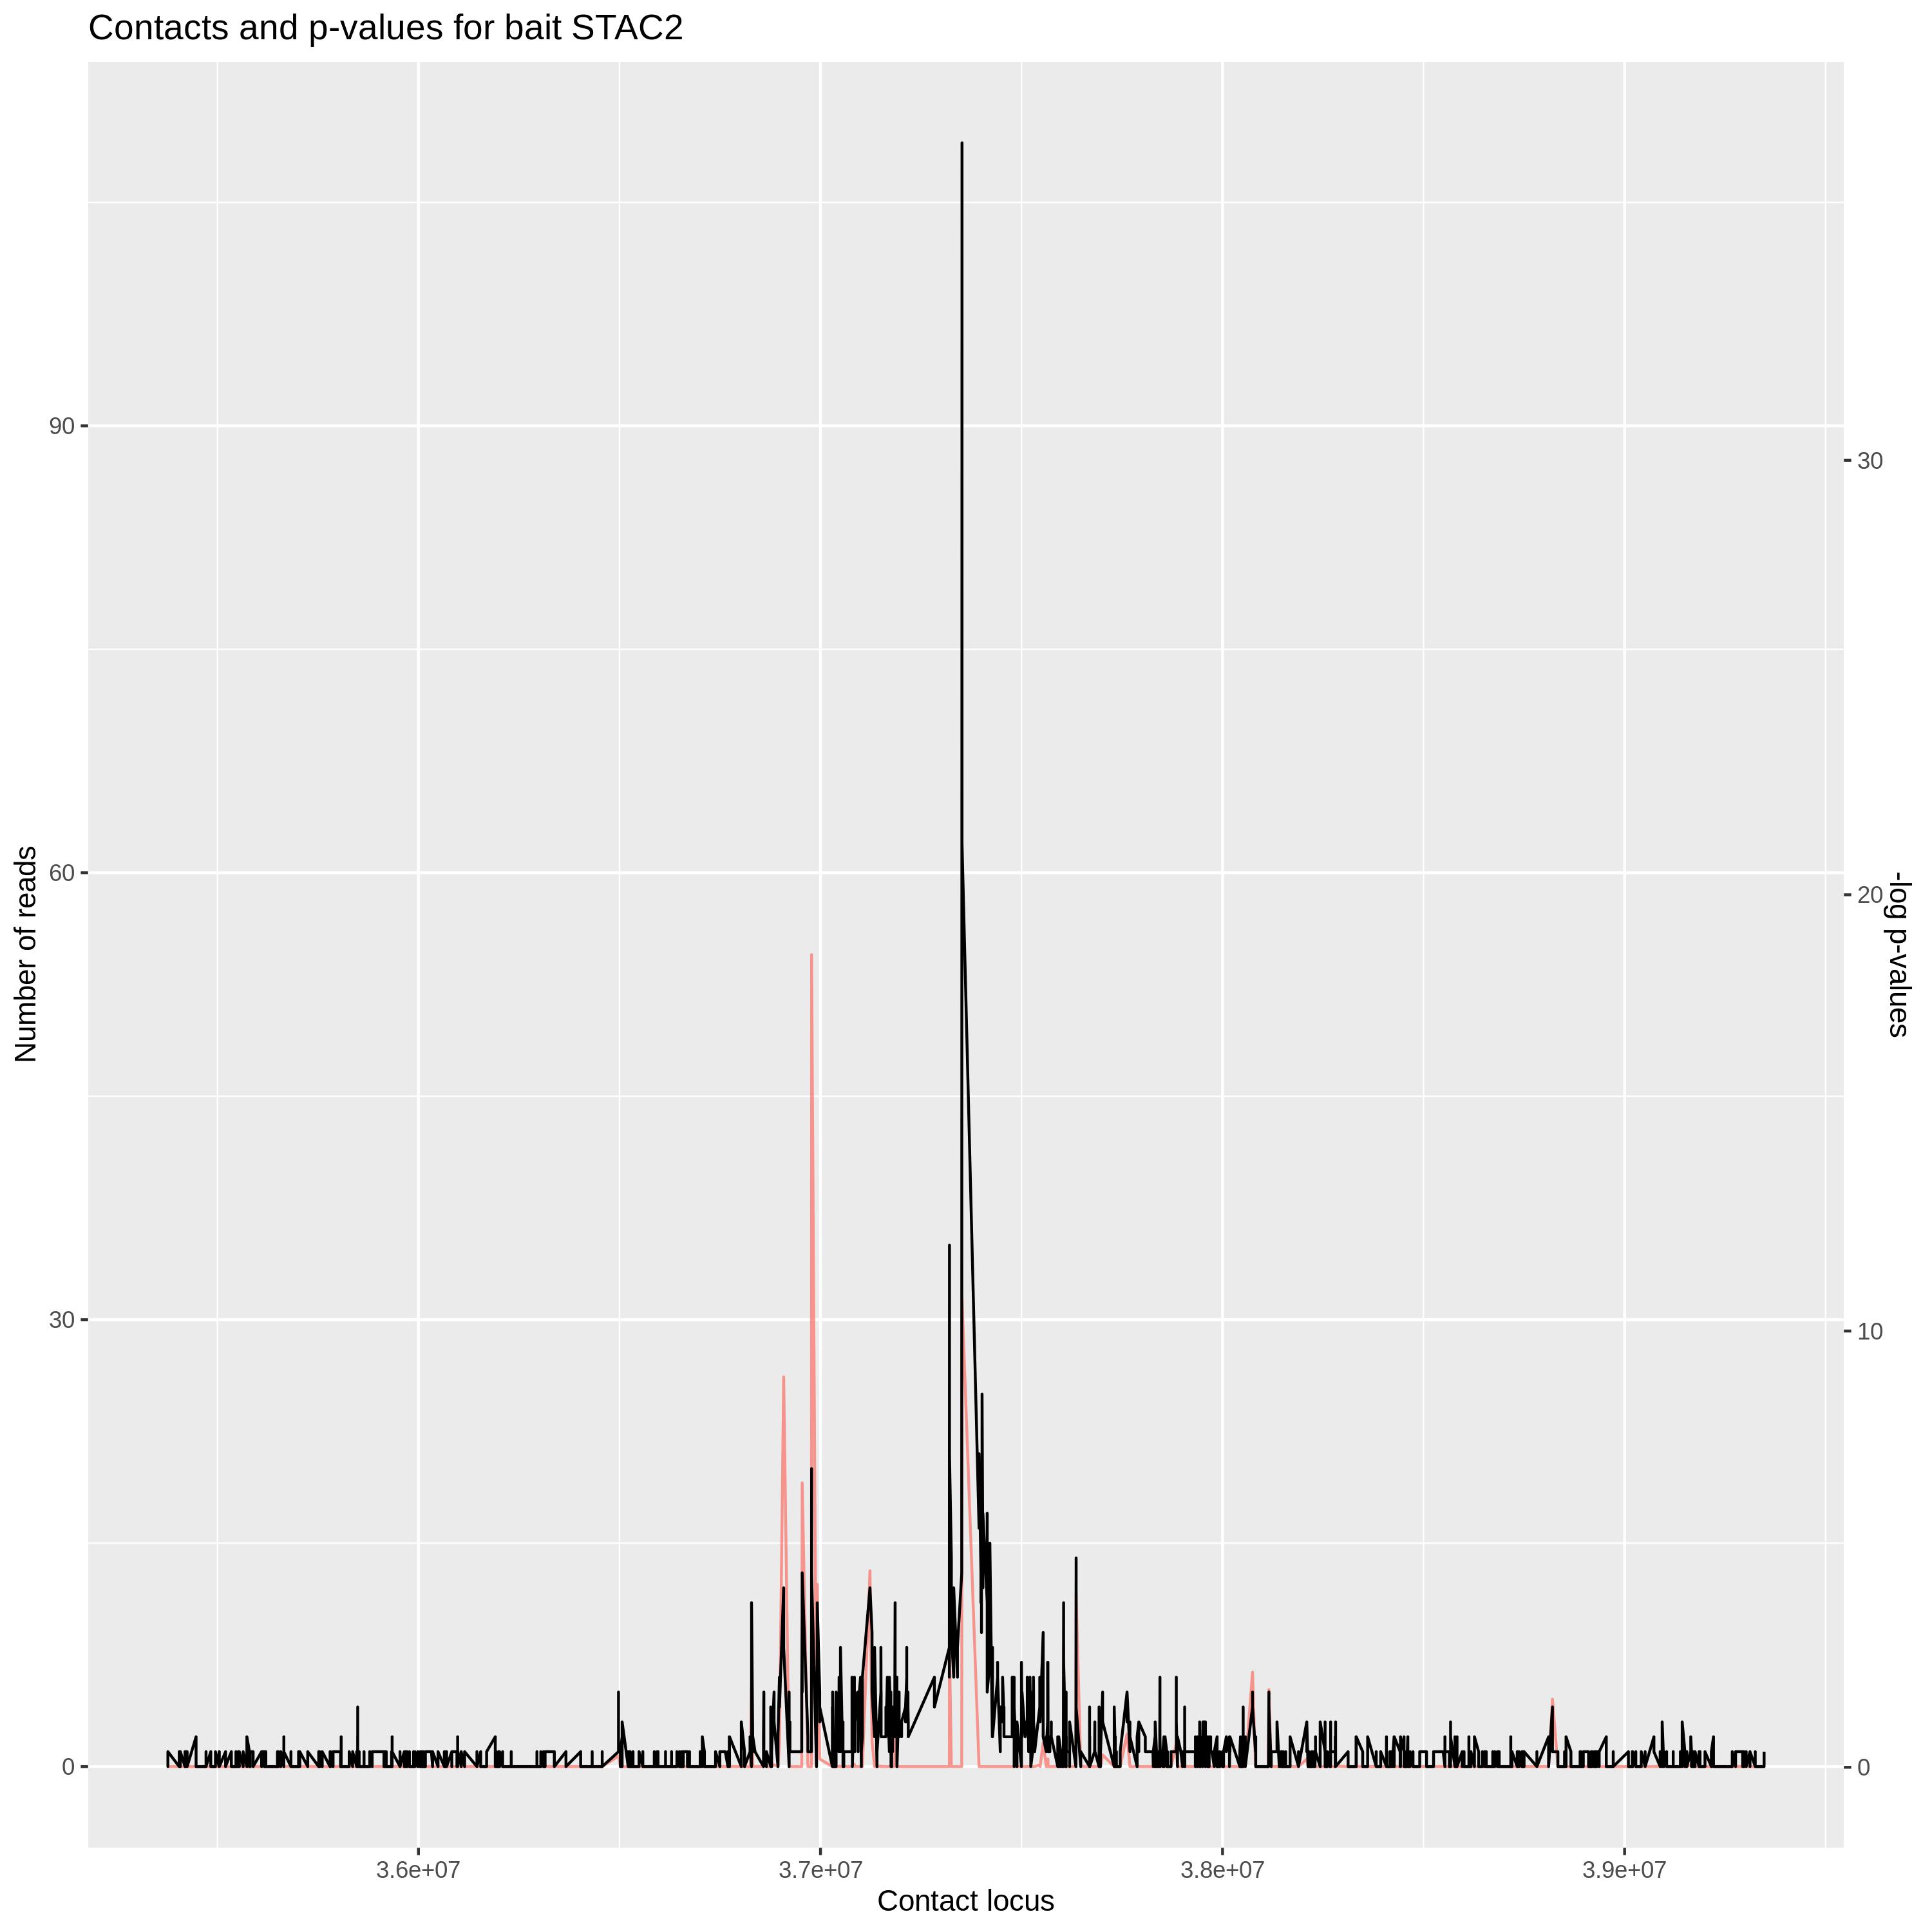 Contacts and p-values for bait STAC2
Number of reads
90
60
30
0
30
20
10
0
-log p-values
3.6e+07 3.7e+07 3.8e+07 3.9e+07
Contact locus